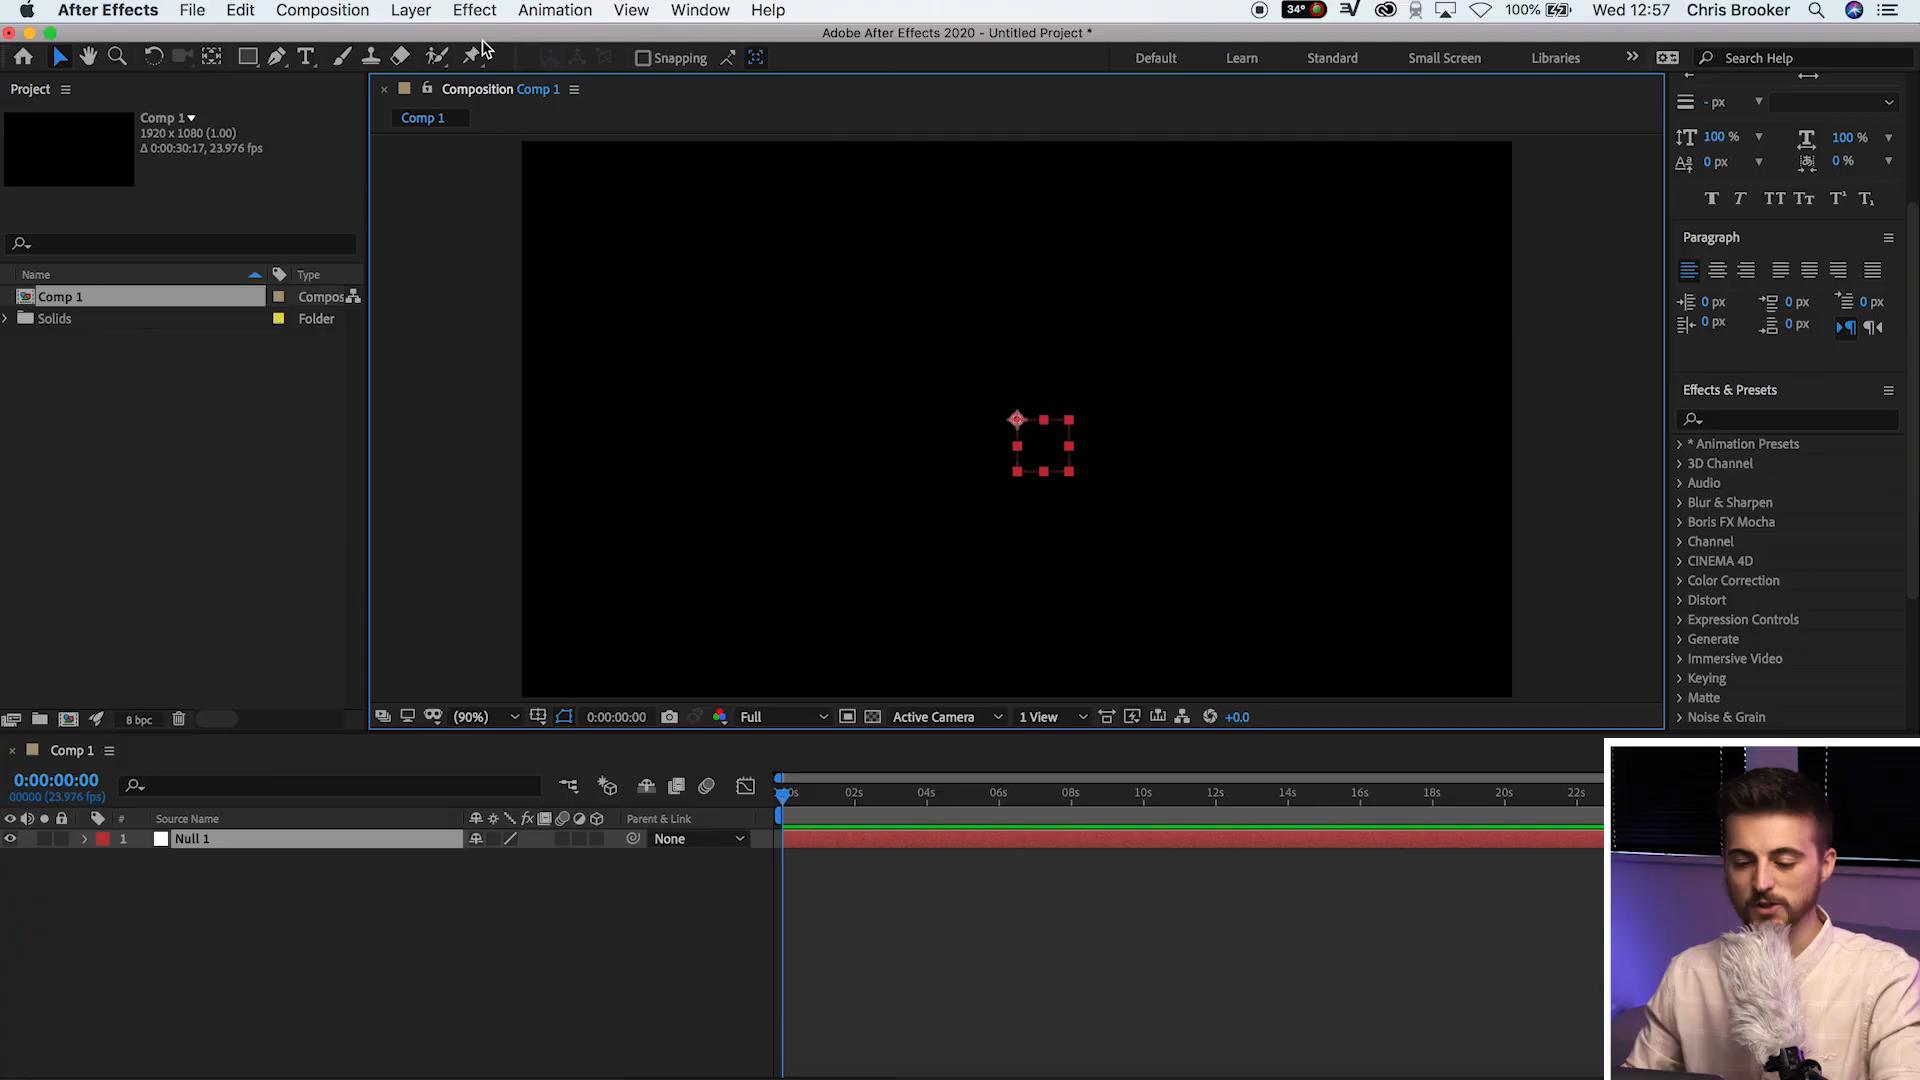 After Effects File Edit Composition Layer Effect Animation View Window Help 34° 100% Wed 12:57 Chris Brooker
Adobe After Effects 2020 - Untitled Project *
Snapping Default Learn Standard Small Screen Libraries Search Help
Project
Comp 1
1920 x 1080 (1.00)
Δ 0:00:30:17, 23.976 fps
Name Type
Comp 1 Compos
Solids Folder
8 bpc
Composition Comp 1
Comp 1
(90%) 0:00:00:00 Full Active Camera 1 View +0.0
- px
100 % 100 %
0 px 0 %
T T TT Tt T¹ T₁
Paragraph
0 px 0 px 0 px
0 px 0 px
Effects & Presets
* Animation Presets
3D Channel
Audio
Blur & Sharpen
Boris FX Mocha
Channel
CINEMA 4D
Color Correction
Distort
Expression Controls
Generate
Immersive Video
Keying
Matte
Noise & Grain
Comp 1
0:00:00:00
00000 (23.976 fps)
02s 04s 06s 08s 10s 12s 14s 16s 18s 20s 22s
# Source Name fx Parent & Link
1 Null 1 None